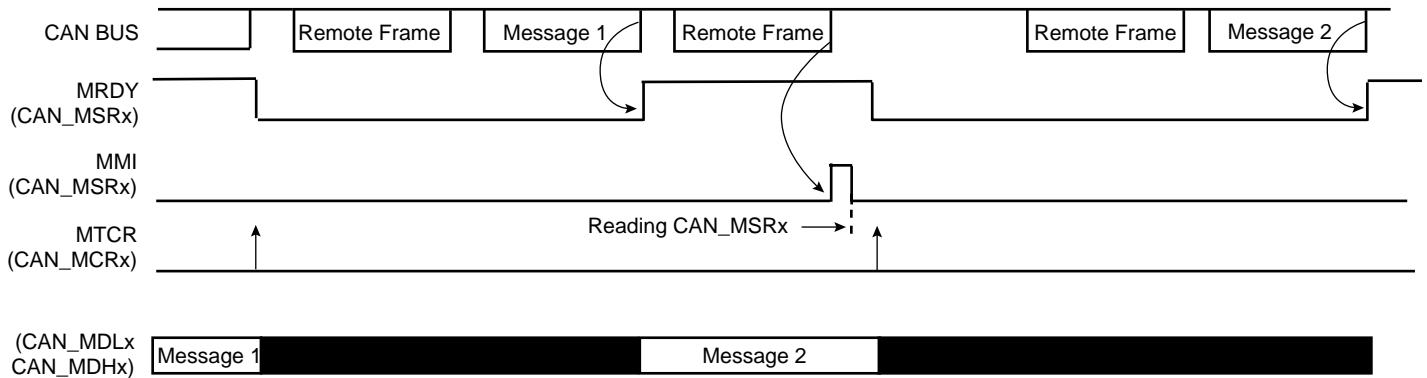 CAN BUS
Remote Frame
Message 1
Remote Frame
Remote Frame
Message 2
MRDY
(CAN_MSRx)
MMI
(CAN_MSRx)
Reading CAN_MSRx
MTCR
(CAN_MCRx)
(CAN_MDLx
CAN_MDHx)
Message 1
Message 2